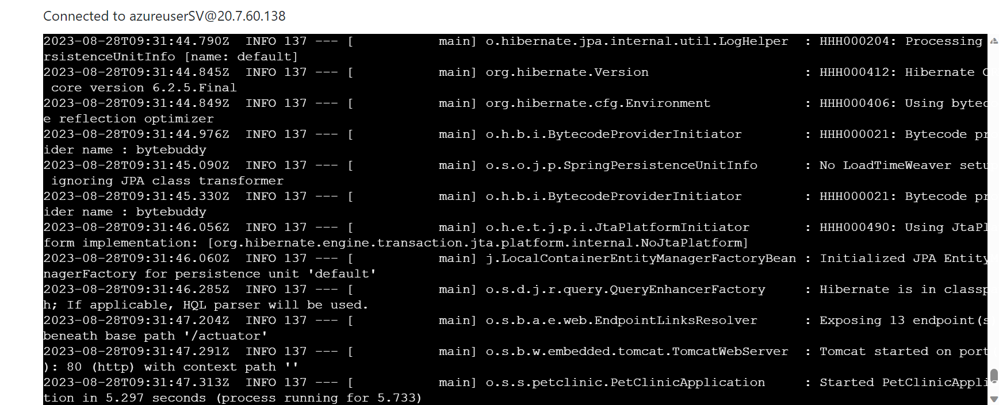 Connected to azureuserSV@20.7.60.138
2023-08-28T09:31:44.790Z  INFO 137 --- [           main] o.hibernate.jpa.internal.util.LogHelper  : HHH000204: Processing
rsistenceUnitInfo [name: default]
2023-08-28T09:31:44.845Z  INFO 137 --- [           main] org.hibernate.Version                    : HHH000412: Hibernate O
 core version 6.2.5.Final
2023-08-28T09:31:44.849Z  INFO 137 --- [           main] org.hibernate.cfg.Environment            : HHH000406: Using bytec
e reflection optimizer
2023-08-28T09:31:44.976Z  INFO 137 --- [           main] o.h.b.i.BytecodeProviderInitiator        : HHH000021: Bytecode pr
ider name : bytebuddy
2023-08-28T09:31:45.090Z  INFO 137 --- [           main] o.s.o.j.p.SpringPersistenceUnitInfo      : No LoadTimeWeaver setu
 ignoring JPA class transformer
2023-08-28T09:31:45.330Z  INFO 137 --- [           main] o.h.b.i.BytecodeProviderInitiator        : HHH000021: Bytecode pr
ider name : bytebuddy
2023-08-28T09:31:46.056Z  INFO 137 --- [           main] o.h.e.t.j.p.i.JtaPlatformInitiator       : HHH000490: Using JtaPl
form implementation: [org.hibernate.engine.transaction.jta.platform.internal.NoJtaPlatform]
2023-08-28T09:31:46.060Z  INFO 137 --- [           main] j.LocalContainerEntityManagerFactoryBean : Initialized JPA Entity
nagerFactory for persistence unit 'default'
2023-08-28T09:31:46.285Z  INFO 137 --- [           main] o.s.d.j.r.query.QueryEnhancerFactory     : Hibernate is in classp
h; If applicable, HQL parser will be used.
2023-08-28T09:31:47.204Z  INFO 137 --- [           main] o.s.b.a.e.web.EndpointLinksResolver      : Exposing 13 endpoint(s
beneath base path '/actuator'
2023-08-28T09:31:47.291Z  INFO 137 --- [           main] o.s.b.w.embedded.tomcat.TomcatWebServer  : Tomcat started on port
): 80 (http) with context path ''
2023-08-28T09:31:47.313Z  INFO 137 --- [           main] o.s.s.petclinic.PetClinicApplication     : Started PetClinicAppli
tion in 5.297 seconds (process running for 5.733)